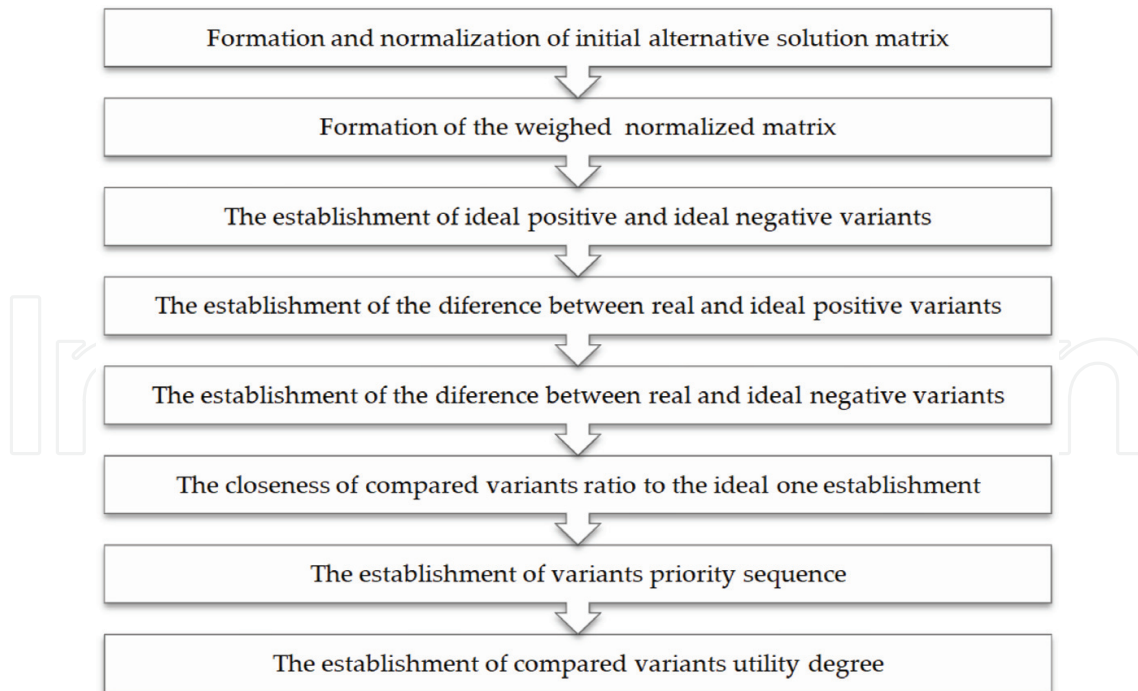 Formation and normalization of initial alternative solution matrix
Formation of the weighed normalized matrix
The establishment of ideal positive and ideal negative variants
The establishment of the diference between real and ideal positive variants
The establishment of the diference between real and ideal negative variants
The closeness of compared variants ratio to the ideal one establishment
The establishment of variants priority sequence
The establishment of compared variants utility degree